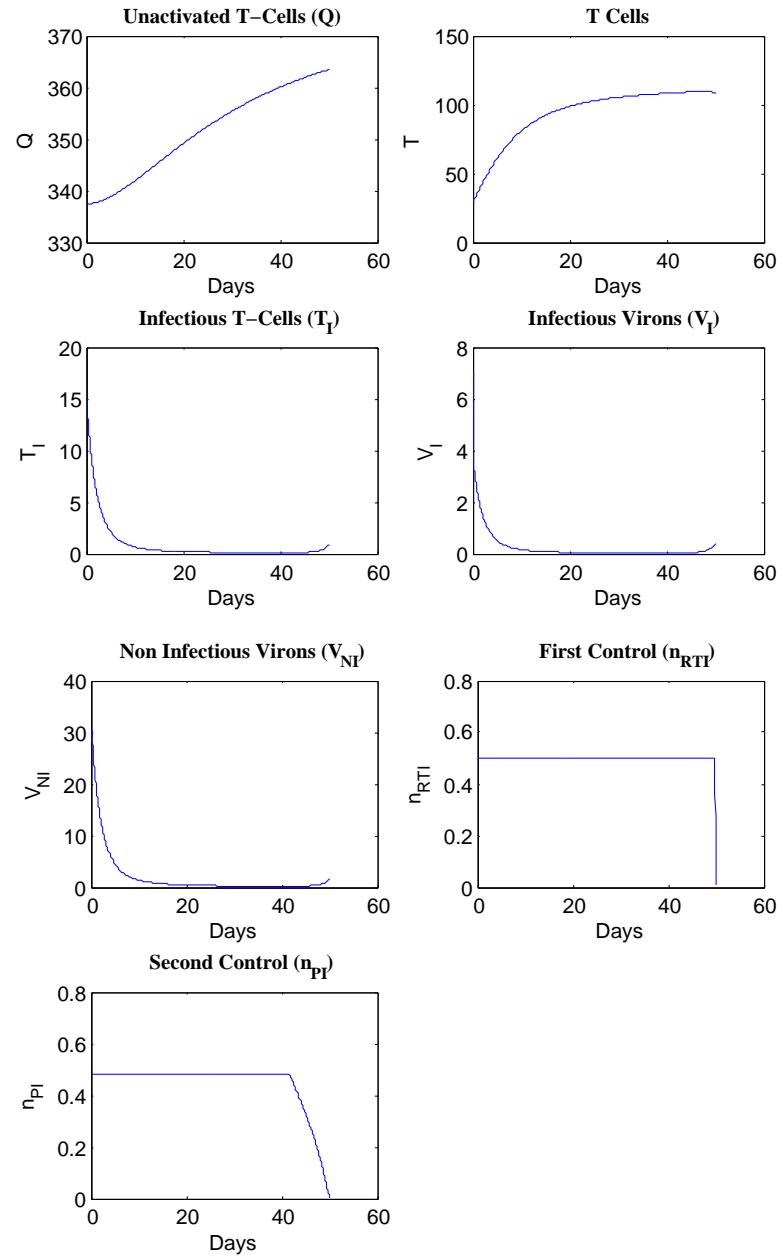 Unactivated T−Cells (Q)
370
360
350
340
330
Q
0 20 40 60
Days
T Cells
150
100
50
0
T
0 20 40 60
Days
Infectious T−Cells (T_I)
20
15
10
5
0
T_I
0 20 40 60
Days
Infectious Virons (V_I)
8
6
4
2
0
V_I
0 20 40 60
Days
Non Infectious Virons (V_NI)
40
30
20
10
0
V_NI
0 20 40 60
Days
First Control (n_RTI)
0.8
0.6
0.4
0.2
0
n_RTI
0 20 40 60
Days
Second Control (n_PI)
0.8
0.6
0.4
0.2
0
n_PI
0 20 40 60
Days